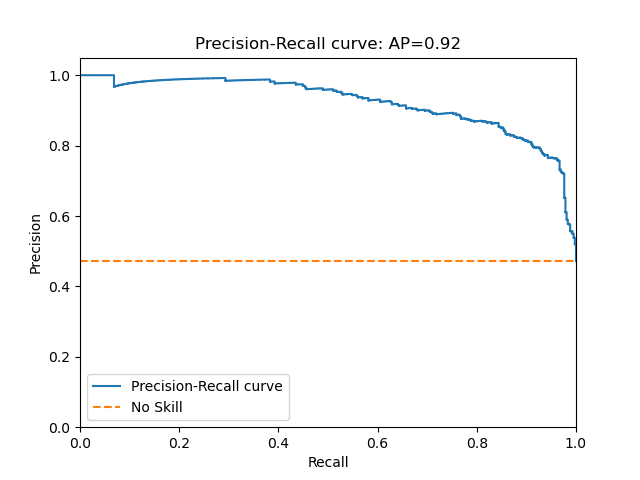 Precision-Recall curve: AP=0.92
1.0
0.8
0.6
0.4
0.2
0.0
Precision
Precision-Recall curve
No Skill
0.0 0.2 0.4 0.6 0.8 1.0
Recall